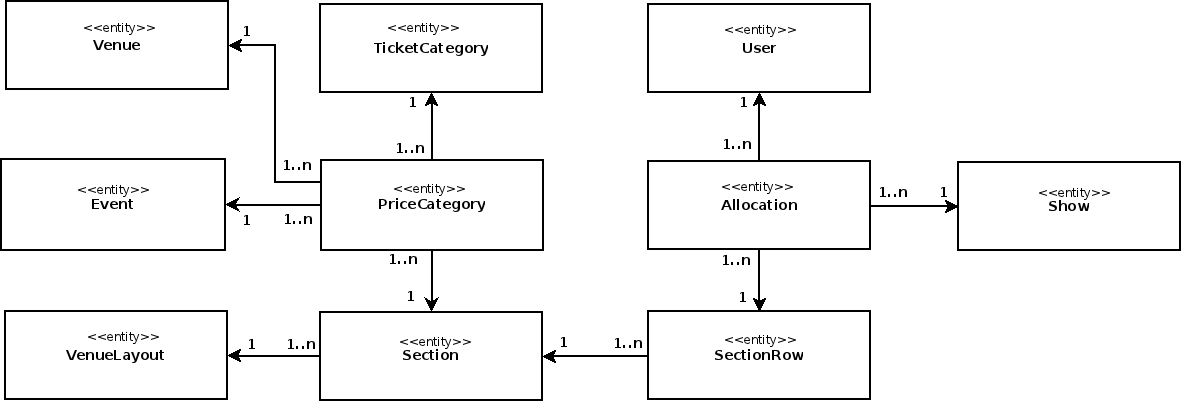 <<entity>>
Venue
1
<<entity>>
TicketCategory
<<entity>>
User
1
1..n
1..n
1
1..n
<<entity>>
Event
1
1..n
<<entity>>
PriceCategory
<<entity>>
Allocation
1..n
1
<<entity>>
Show
1..n
1
1..n
1
<<entity>>
VenueLayout
1
1..n
<<entity>>
Section
1
1..n
<<entity>>
SectionRow